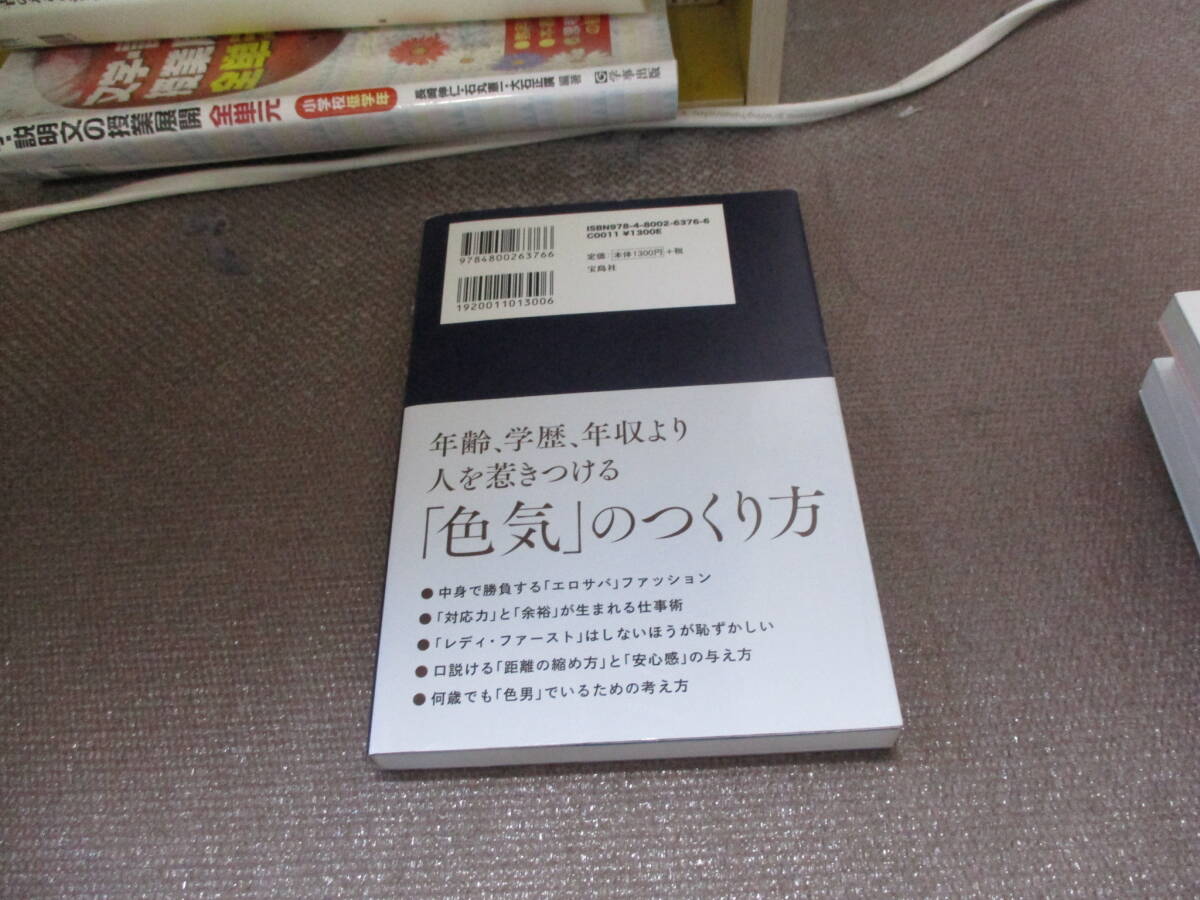 小学校低学年
説明文の授業展開 全単元
学事出版
ISBN978-4-8002-6376-6
C0011 ¥1300E
9784800263766
定価：本体1300円+税
宝島社
1920011013006
年齢、学歴、年収より
人を惹きつける
「色気」のつくり方
●中身で勝負する「エロサバ」ファッション
●「対応力」と「余裕」が生まれる仕事術
●「レディ・ファースト」はしないほうが恥ずかしい
●口説ける「距離の縮め方」と「安心感」の与え方
●何歳でも「色男」でいるための考え方